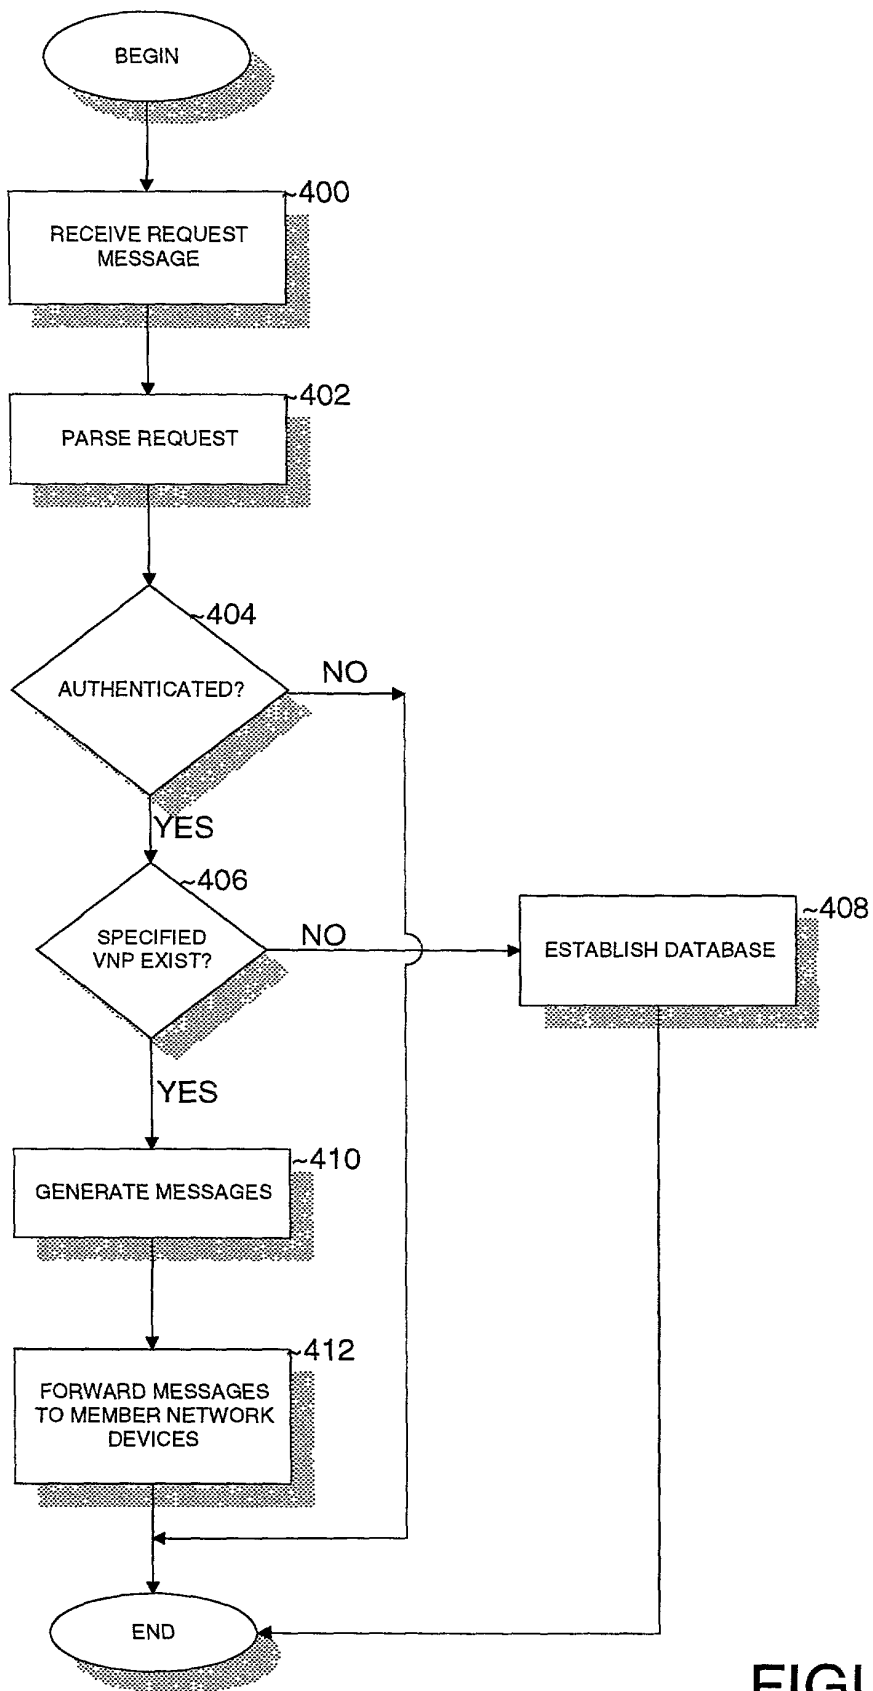 BEGIN
~400
RECEIVE REQUEST
MESSAGE
~402
PARSE REQUEST
~404
AUTHENTICATED?
NO
YES
~406
SPECIFIED
VNP EXIST?
NO
~408
ESTABLISH DATABASE
YES
~410
GENERATE MESSAGES
~412
FORWARD MESSAGES
TO MEMBER NETWORK
DEVICES
END